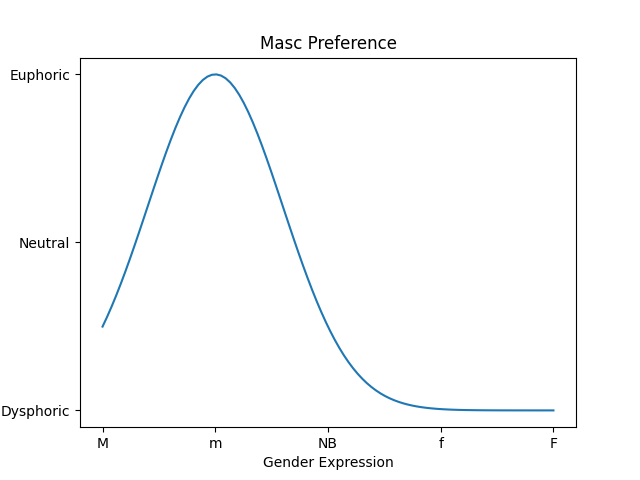 Masc Preference
Euphoric
Neutral
Dysphoric
M m NB f F
Gender Expression